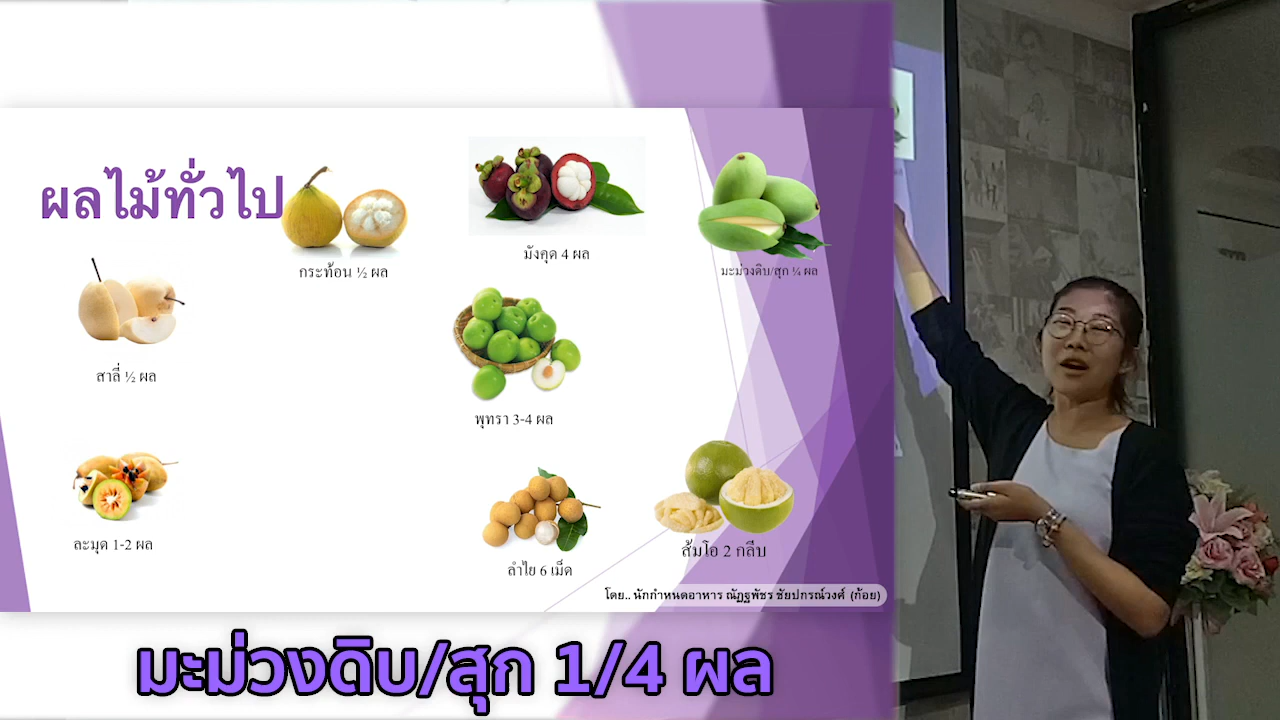 ผลไม้ทั่วไป
กระท้อน ½ ผล
มังคุด 4 ผล
มะม่วงดิบ/สุก ¼ ผล
สาลี่ ½ ผล
พุทรา 3-4 ผล
ละมุด 1-2 ผล
ลำไย 6 เม็ด
ส้มโอ 2 กลีบ
โดย.. นักกำหนดอาหาร ณัฏฐพัชร ชัยปกรณ์วงศ์ (ก้อย)
มะม่วงดิบ/สุก 1/4 ผล